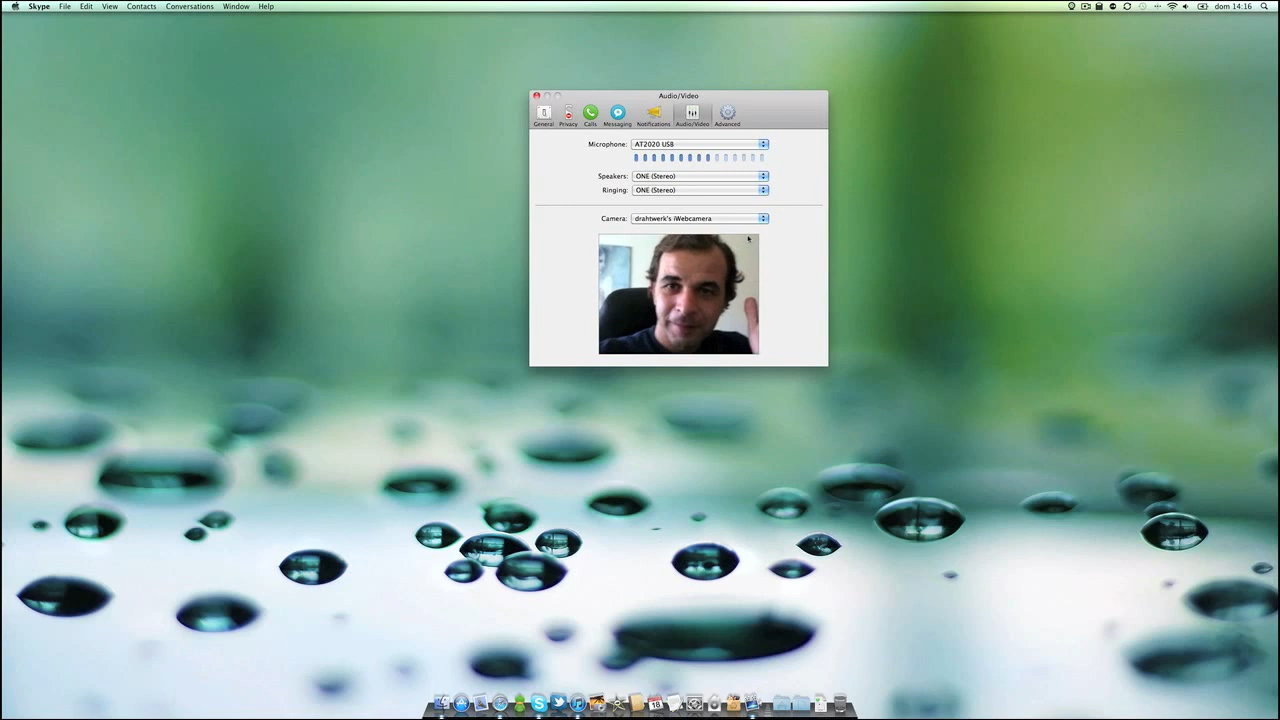 Skype File Edit View Contacts Conversations Window Help dom 14:16
Audio/Video
General Privacy Calls Messaging Notifications Audio/Video Advanced
Microphone: AT2020 USB
Speakers: ONE (Stereo)
Ringing: ONE (Stereo)
Camera: drahtwerk's iWebcamera
18